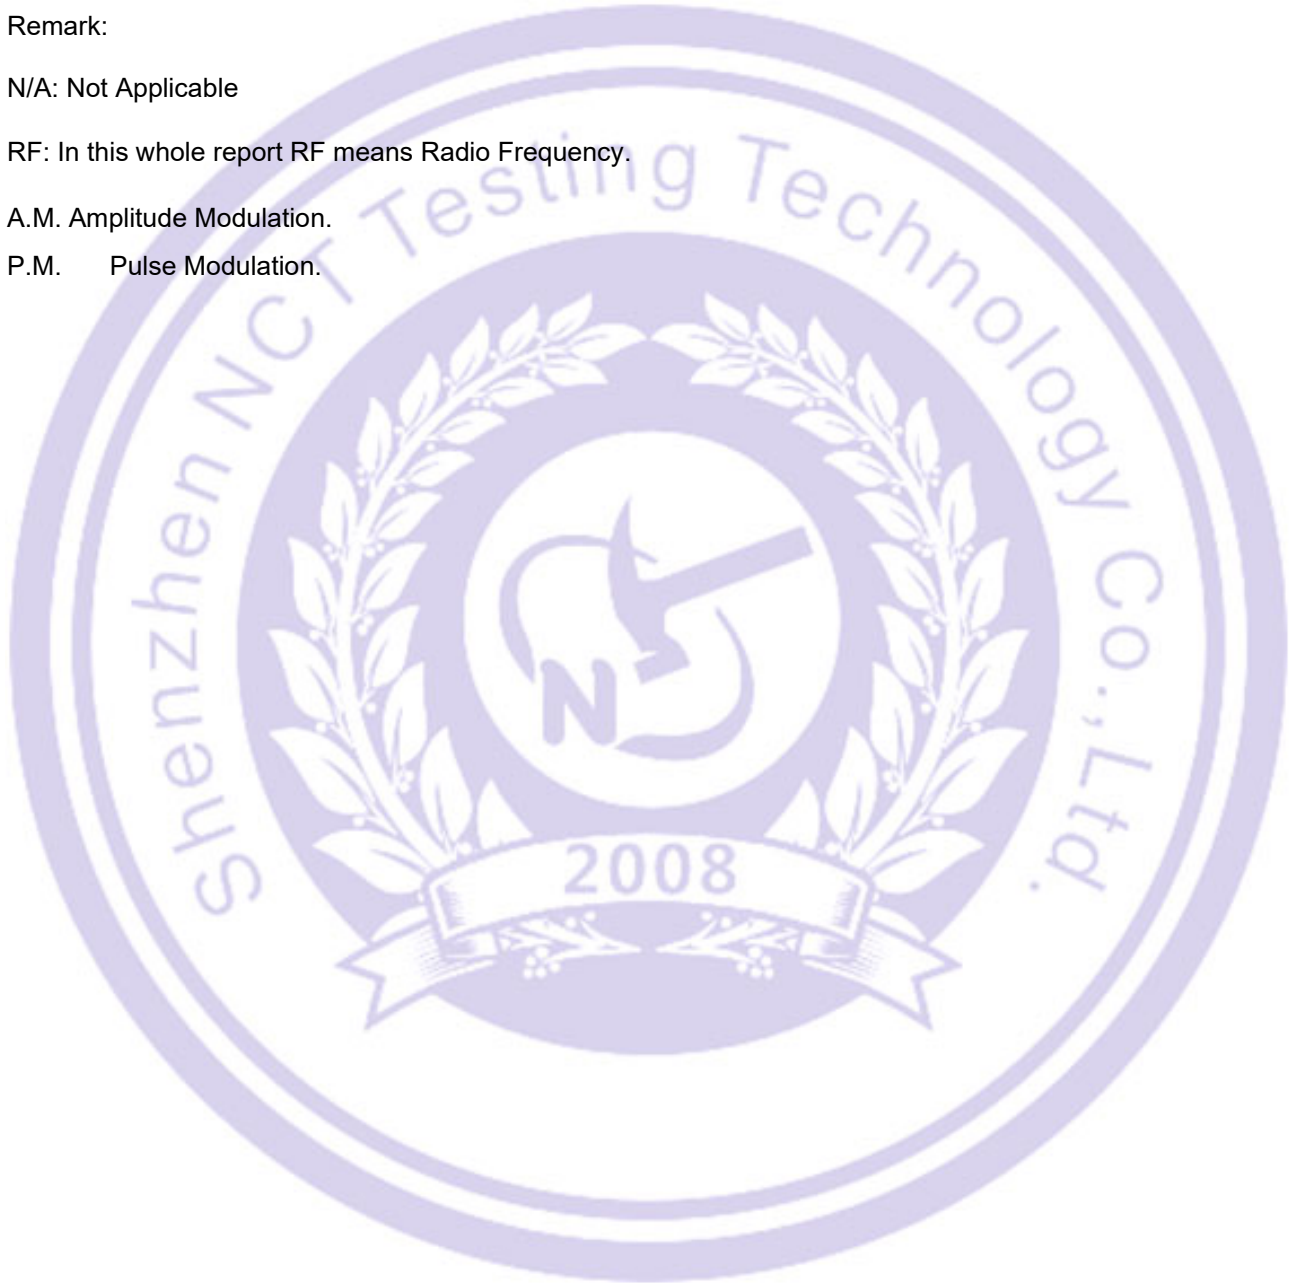 Remark:
N/A: Not Applicable
RF: In this whole report RF means Radio Frequency.
A.M. Amplitude Modulation.
P.M. Pulse Modulation.
Shenzhen NCT Testing Technology Co.,Ltd.
N
2008